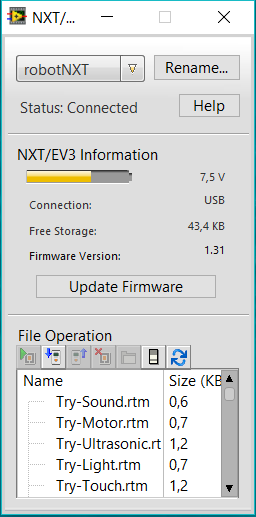 NXT/...
robotNXT
Rename...
Status: Connected
Help
NXT/EV3 Information
7,5 V
Connection:
USB
Free Storage:
43,4 KB
Firmware Version:
1.31
Update Firmware
File Operation
Name Size (KB
Try-Sound.rtm 0,6
Try-Motor.rtm 0,7
Try-Ultrasonic.rt 1,2
Try-Light.rtm 0,7
Try-Touch.rtm 1,2